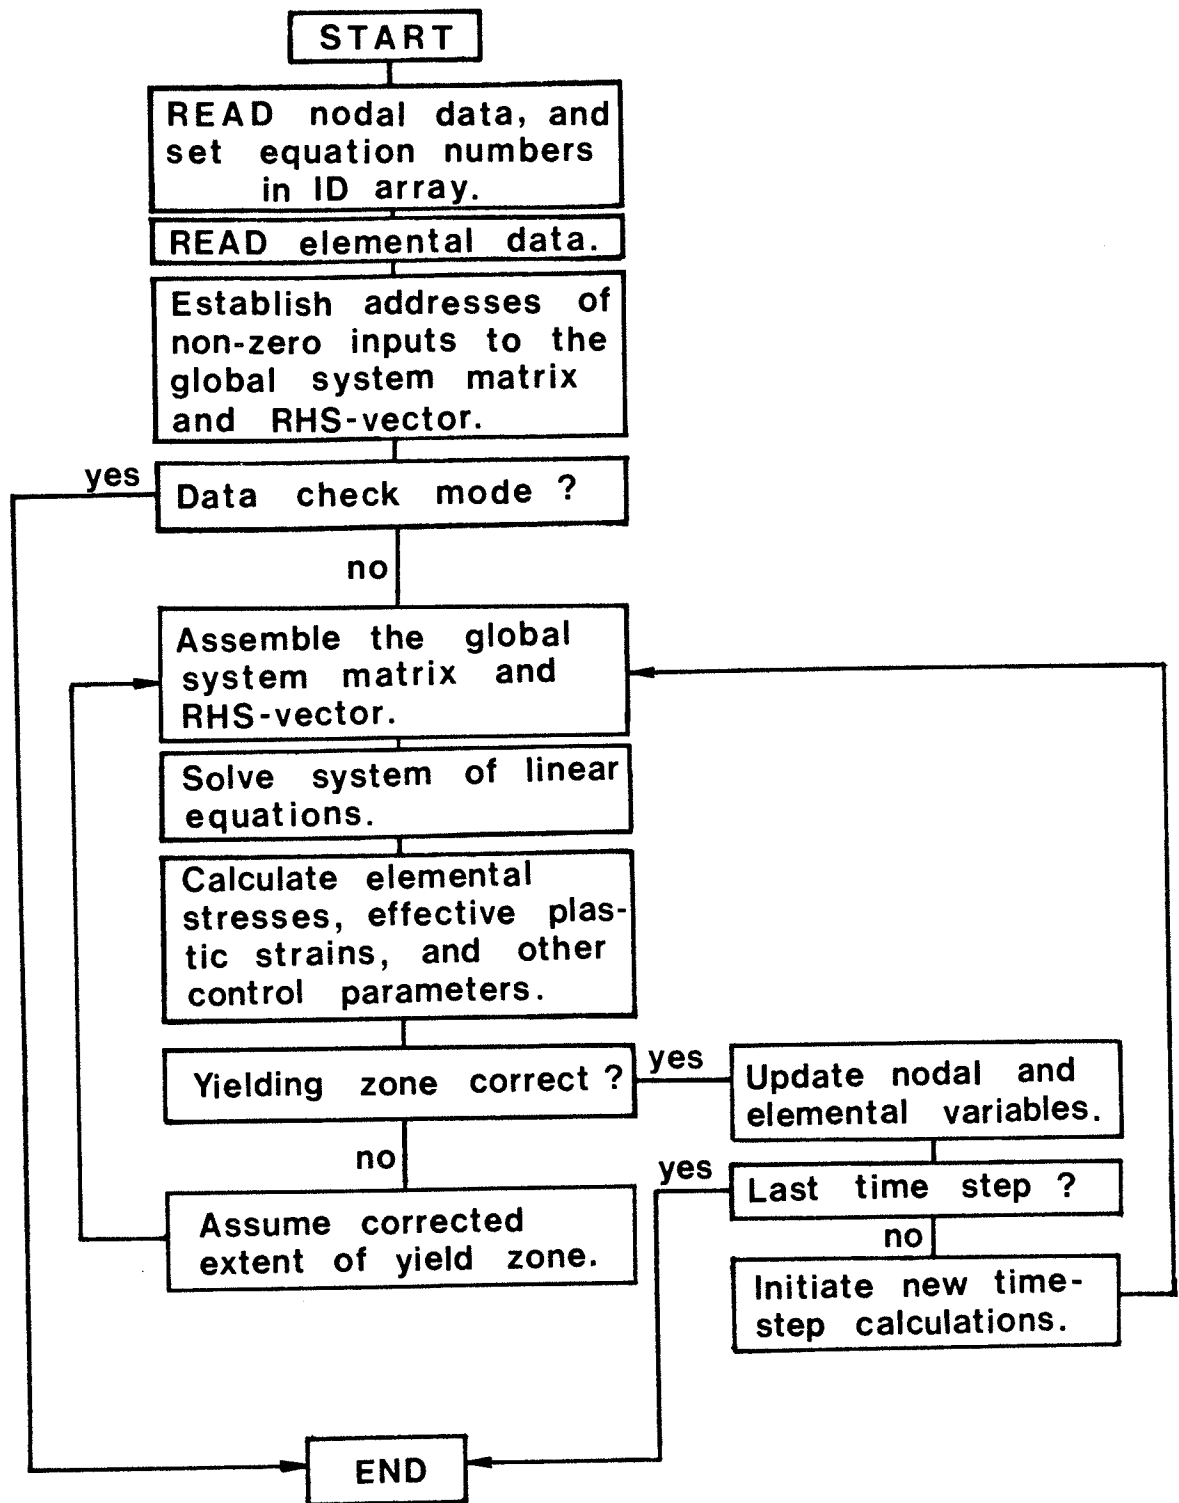 START
READ nodal data, and
set equation numbers
in ID array.
READ elemental data.
Establish addresses of
non-zero inputs to the
global system matrix
and RHS-vector.
yes
Data check mode ?
no
Assemble the global
system matrix and
RHS-vector.
Solve system of linear
equations.
Calculate elemental
stresses, effective plas-
tic strains, and other
control parameters.
Yielding zone correct ?
yes
Update nodal and
elemental variables.
no
yes
Last time step ?
no
Assume corrected
extent of yield zone.
Initiate new time-
step calculations.
END